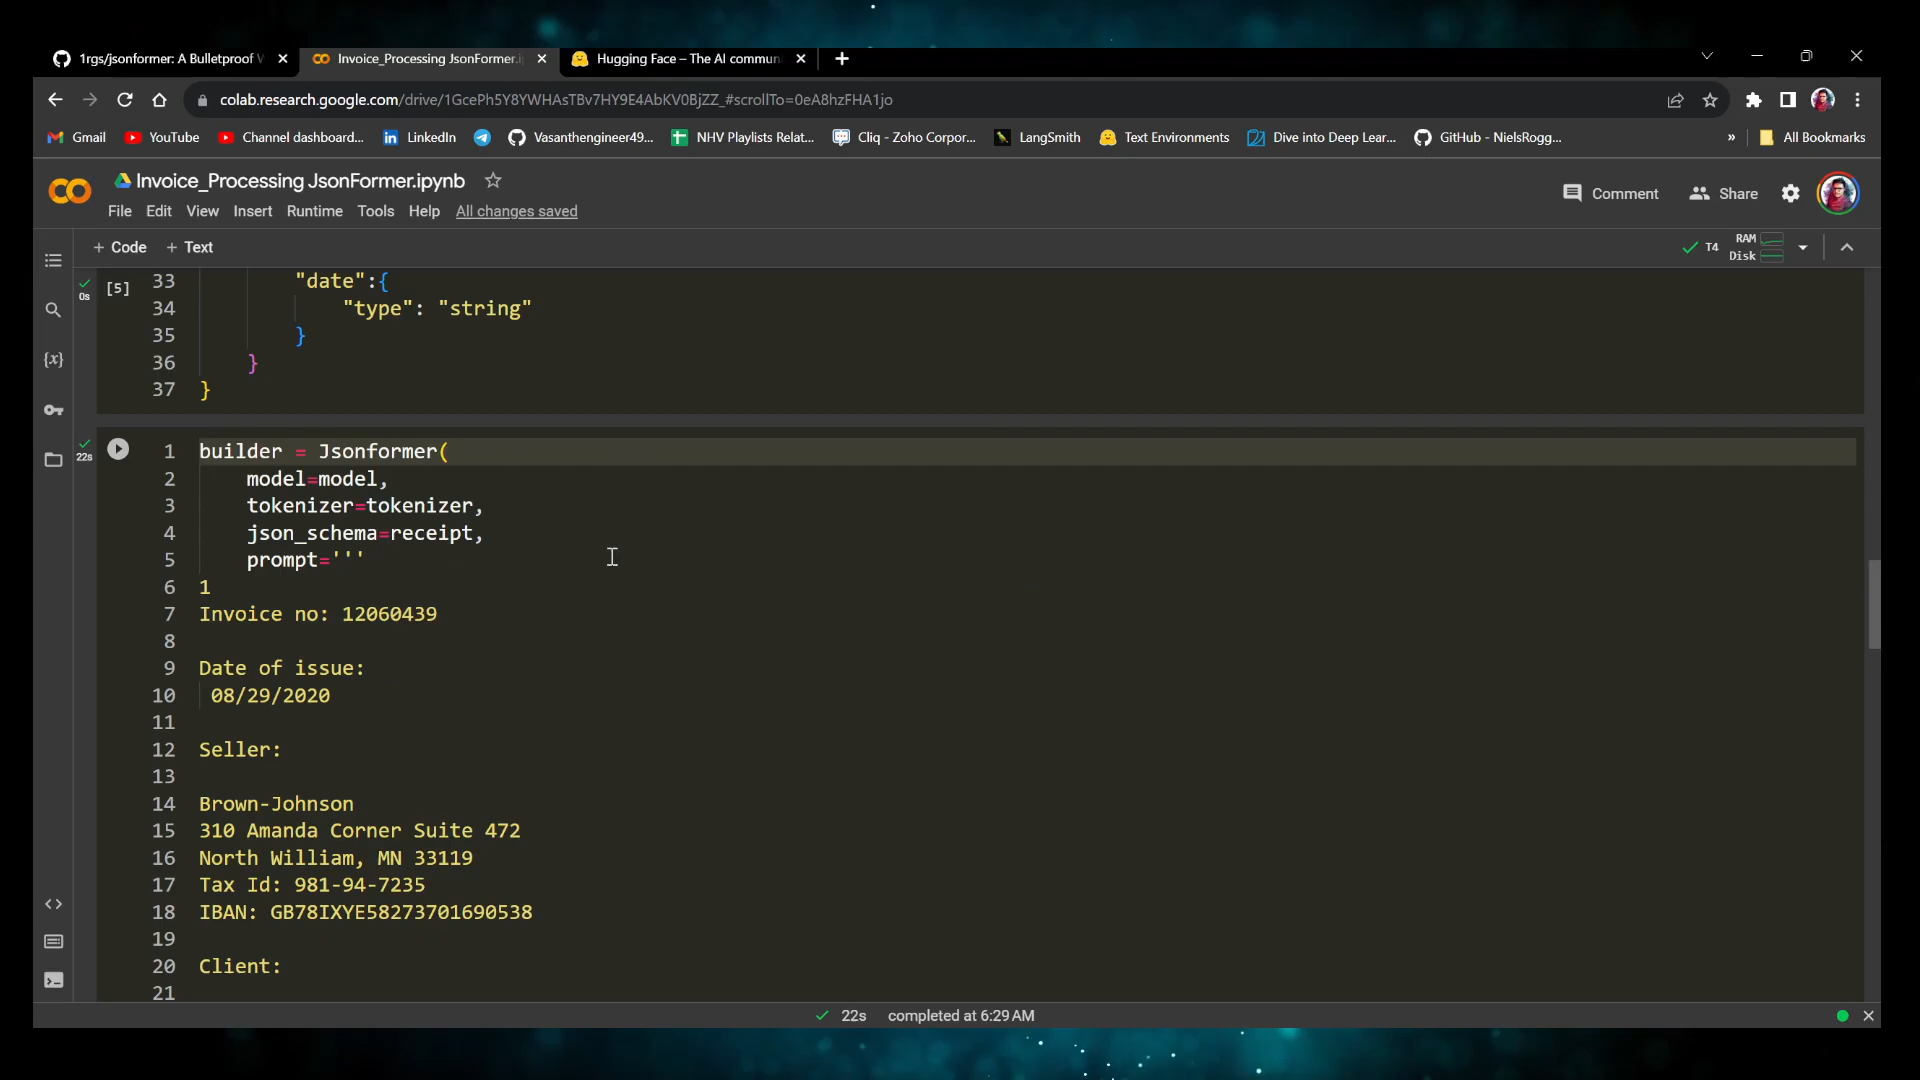 1rgs/jsonformer: A Bulletproof W
Invoice_Processing JsonFormer.i
Hugging Face – The AI commun
colab.research.google.com/drive/1GcePh5Y8YWHAsTBv7HY9E4AbKV0BjZZ_#scrollTo=0eA8hzFHA1jo
Gmail YouTube Channel dashboard... LinkedIn Vasanthengineer49... NHV Playlists Relat... Cliq - Zoho Corpor... LangSmith Text Environments Dive into Deep Lear... GitHub - NielsRogg... » All Bookmarks
Invoice_Processing JsonFormer.ipynb
Comment Share
File Edit View Insert Runtime Tools Help All changes saved
+ Code + Text
T4 RAM Disk
0s [5]
33 "date":{
34 "type": "string"
35 }
36 }
37 }
22s
1 builder = Jsonformer(
2 model=model,
3 tokenizer=tokenizer,
4 json_schema=receipt,
5 prompt='''
6 1
7 Invoice no: 12060439
8
9 Date of issue:
10 08/29/2020
11
12 Seller:
13
14 Brown-Johnson
15 310 Amanda Corner Suite 472
16 North William, MN 33119
17 Tax Id: 981-94-7235
18 IBAN: GB78IXYE58273701690538
19
20 Client:
21
22s completed at 6:29 AM